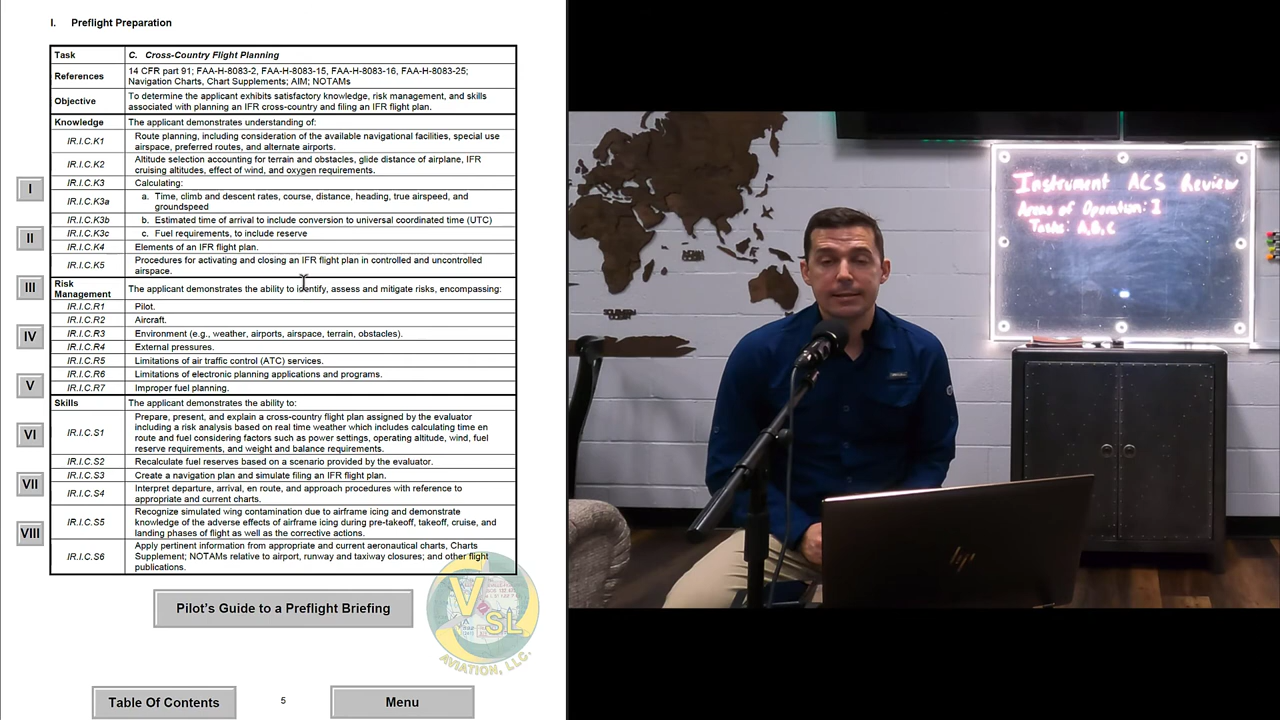 I. Preflight Preparation
Task
C. Cross-Country Flight Planning
References
14 CFR part 91; FAA-H-8083-2, FAA-H-8083-15, FAA-H-8083-16, FAA-H-8083-25;
Navigation Charts, Chart Supplements; AIM; NOTAMs
Objective
To determine the applicant exhibits satisfactory knowledge, risk management, and skills
associated with planning an IFR cross-country and filing an IFR flight plan.
Knowledge
The applicant demonstrates understanding of:
IR.I.C.K1
Route planning, including consideration of the available navigational facilities, special use
airspace, preferred routes, and alternate airports.
IR.I.C.K2
Altitude selection accounting for terrain and obstacles, glide distance of airplane, IFR
cruising altitudes, effect of wind, and oxygen requirements.
IR.I.C.K3
Calculating:
IR.I.C.K3a
a. Time, climb and descent rates, course, distance, heading, true airspeed, and
groundspeed
IR.I.C.K3b
b. Estimated time of arrival to include conversion to universal coordinated time (UTC)
IR.I.C.K3c
c. Fuel requirements, to include reserve
IR.I.C.K4
Elements of an IFR flight plan.
IR.I.C.K5
Procedures for activating and closing an IFR flight plan in controlled and uncontrolled
airspace.
Risk
Management
The applicant demonstrates the ability to identify, assess and mitigate risks, encompassing:
IR.I.C.R1
Pilot.
IR.I.C.R2
Aircraft.
IR.I.C.R3
Environment (e.g., weather, airports, airspace, terrain, obstacles).
IR.I.C.R4
External pressures.
IR.I.C.R5
Limitations of air traffic control (ATC) services.
IR.I.C.R6
Limitations of electronic planning applications and programs.
IR.I.C.R7
Improper fuel planning.
Skills
The applicant demonstrates the ability to:
IR.I.C.S1
Prepare, present, and explain a cross-country flight plan assigned by the evaluator
including a risk analysis based on real time weather which includes calculating time en
route and fuel considering factors such as power settings, operating altitude, wind, fuel
reserve requirements, and weight and balance requirements.
IR.I.C.S2
Recalculate fuel reserves based on a scenario provided by the evaluator.
IR.I.C.S3
Create a navigation plan and simulate filing an IFR flight plan.
IR.I.C.S4
Interpret departure, arrival, en route, and approach procedures with reference to
appropriate and current charts.
IR.I.C.S5
Recognize simulated wing contamination due to airframe icing and demonstrate
knowledge of the adverse effects of airframe icing during pre-takeoff, takeoff, cruise, and
landing phases of flight as well as the corrective actions.
IR.I.C.S6
Apply pertinent information from appropriate and current aeronautical charts, Charts
Supplement; NOTAMs relative to airport, runway and taxiway closures; and other flight
publications.
I
II
III
IV
V
VI
VII
VIII
Pilot's Guide to a Preflight Briefing
VSL
AVIATION, LLC.
Table Of Contents
5
Menu
Instrument ACS Review
Areas of Operation: I
Tasks: A,B,C
INDIAN
OCEAN
SOUTHERN
OCEAN
hp